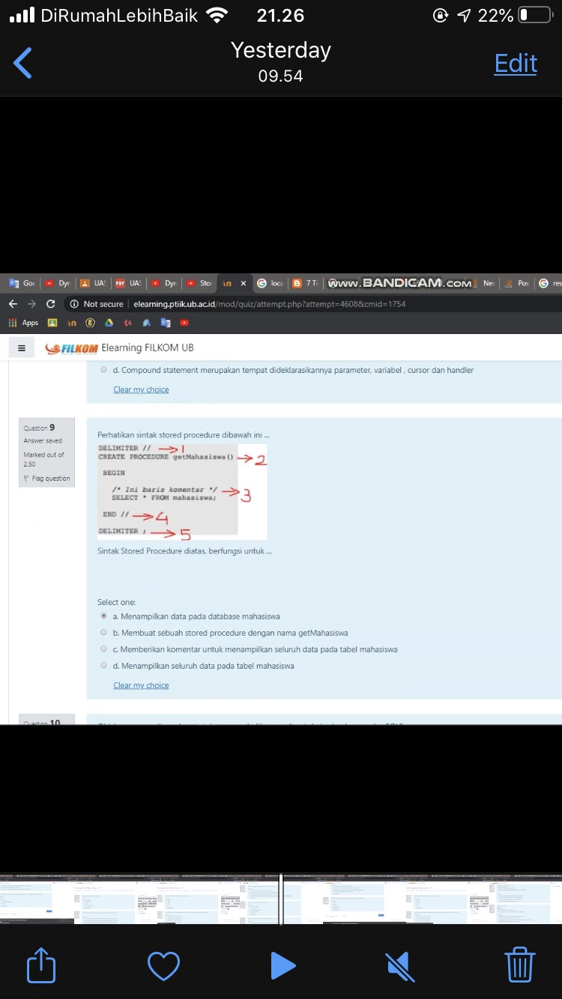 DiRumahLebihBaik 21.26 22%
Yesterday
09.54
Edit
Goo Dyr UAS PDF UAS Dyr Sto in × loca 7 Ti www.BANDICAM.COM Ne Pos res
Not secure | elearning.ptiik.ub.ac.id/mod/quiz/attempt.php?attempt=4608&cmid=1754
Apps in
FILKOM Elearning FILKOM UB
d. Compound statement merupakan tempat dideklarasikannya parameter, variabel , cursor dan handler
Clear my choice
Question 9
Answer saved
Marked out of
2.50
Flag question
Perhatikan sintak stored procedure dibawah ini ...
DELIMITER // 1
CREATE PROCEDURE getMahasiswa() 2
BEGIN
/* Ini baris komentar */ 3
SELECT * FROM mahasiswa;
END // 4
DELIMITER ; 5
Sintak Stored Procedure diatas, berfungsi untuk ...
Select one:
a. Menampilkan data pada database mahasiswa
b. Membuat sebuah stored procedure dengan nama getMahasiswa
c. Memberikan komentar untuk menampilkan seluruh data pada tabel mahasiswa
d. Menampilkan seluruh data pada tabel mahasiswa
Clear my choice
Question 10